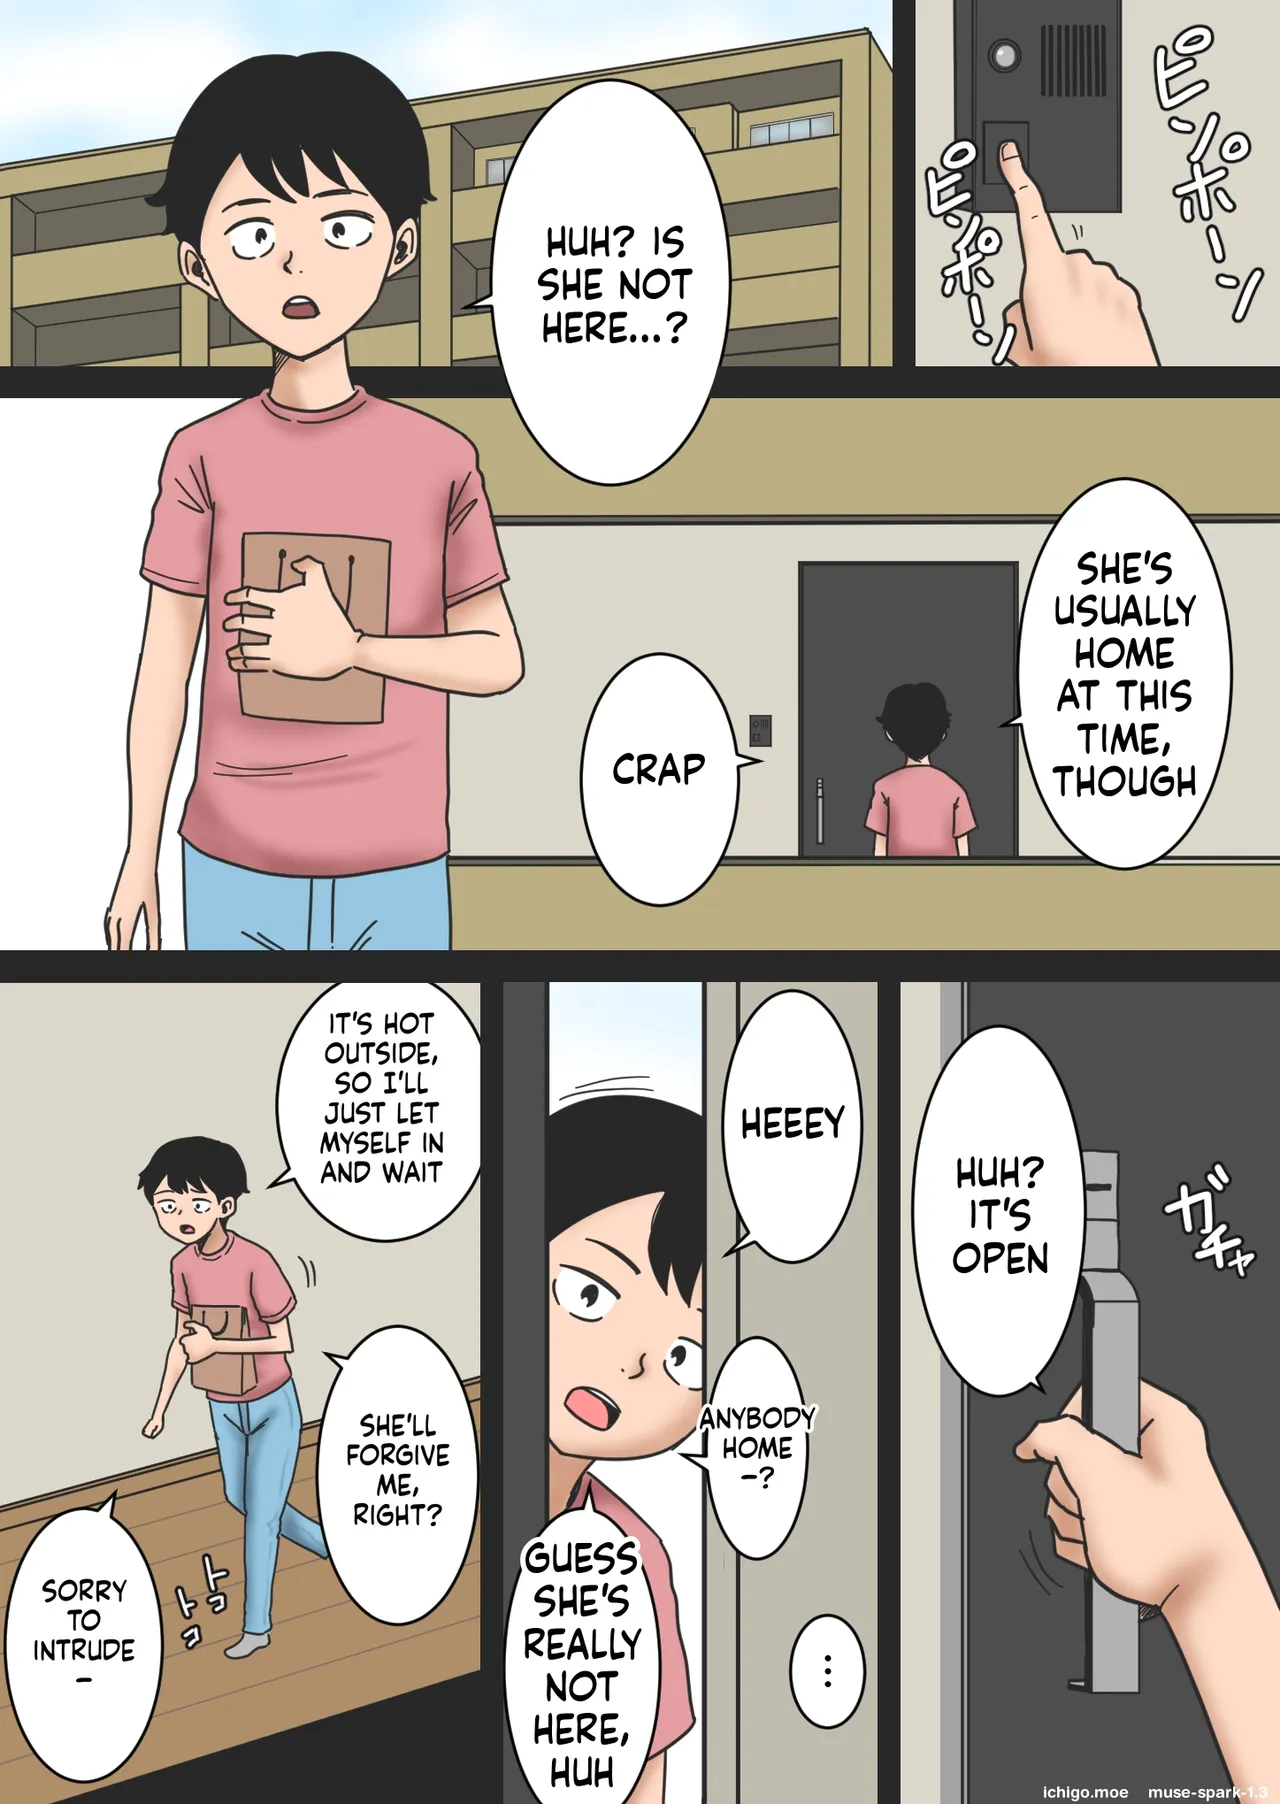 ピンポーン
ピンポーン
HUH? IS
SHE NOT
HERE...?
SHE'S
USUALLY
HOME
AT THIS
TIME,
THOUGH
CRAP
HUH?
IT'S
OPEN
ガチャ
HEEEY
ANYBODY
HOME
–?
⋮
GUESS
SHE'S
REALLY
NOT
HERE,
HUH
IT'S HOT
OUTSIDE,
SO I'LL
JUST LET
MYSELF IN
AND WAIT
SHE'LL
FORGIVE
ME,
RIGHT?
トコ
トコ
SORRY
TO
INTRUDE
–
ichigo.moe muse-spark-1.3